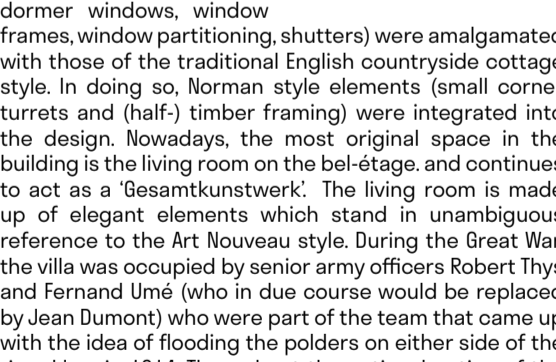 dormer windows, window
frames, window partitioning, shutters) were amalgamated
with those of the traditional English countryside cottage
style. In doing so, Norman style elements (small corne
turrets and (half-) timber framing) were integrated into
the design. Nowadays, the most original space in the
building is the living room on the bel-étage. and continues
to act as a ‘Gesamtkunstwerk’. The living room is made
up of elegant elements which stand in unambiguous
reference to the Art Nouveau style. During the Great War
the villa was occupied by senior army officers Robert Thys
and Fernand Umé (who in due course would be replaced
by Jean Dumont) who were part of the team that came up
with the idea of flooding the polders on either side of the